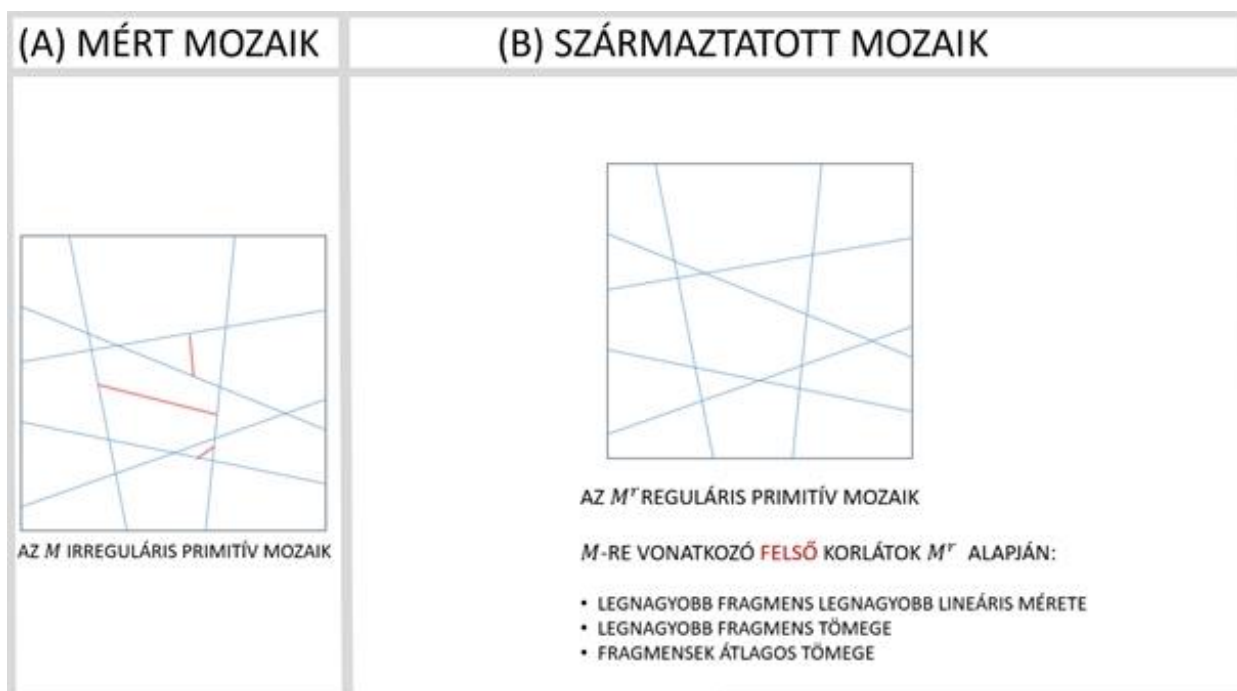 (A) MÉRT MOZAIK
(B) SZÁRMAZTATOTT MOZAIK
AZ M IRREGULÁRIS PRIMITÍV MOZAIK
AZ Mʳ REGULÁRIS PRIMITÍV MOZAIK
M-RE VONATKOZÓ FELSŐ KORLÁTOK Mʳ ALAPJÁN:
• LEGNAGYOBB FRAGMENS LEGNAGYOBB LINEÁRIS MÉRETE
• LEGNAGYOBB FRAGMENS TÖMEGE
• FRAGMENSEK ÁTLAGOS TÖMEGE